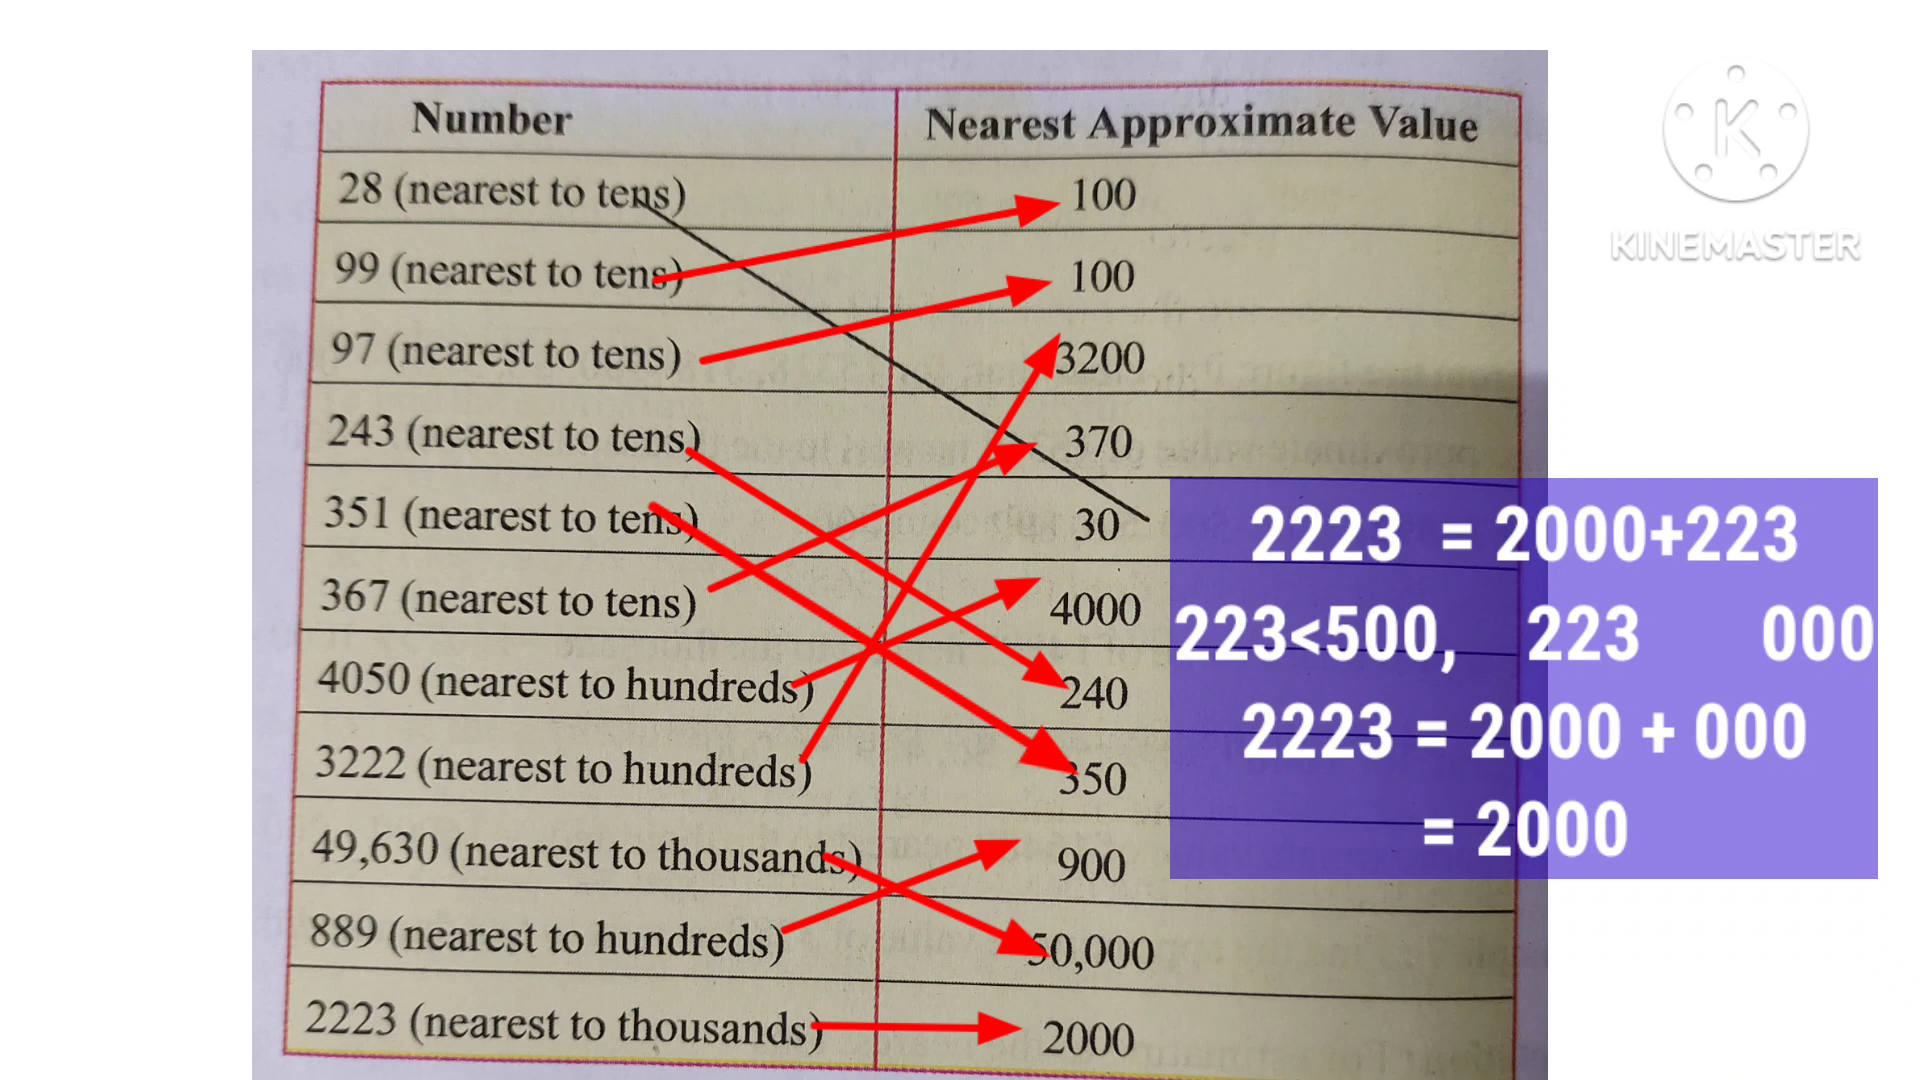 Number Nearest Approximate Value
28 (nearest to tens) 100
99 (nearest to tens) 100
97 (nearest to tens) 3200
243 (nearest to tens) 370
351 (nearest to tens) 30
367 (nearest to tens) 4000
4050 (nearest to hundreds) 240
3222 (nearest to hundreds) 350
49,630 (nearest to thousands) 900
889 (nearest to hundreds) 50,000
2223 (nearest to thousands) 2000
K
KINEMASTER
2223 = 2000+223
223<500, 223 000
2223 = 2000 + 000
= 2000